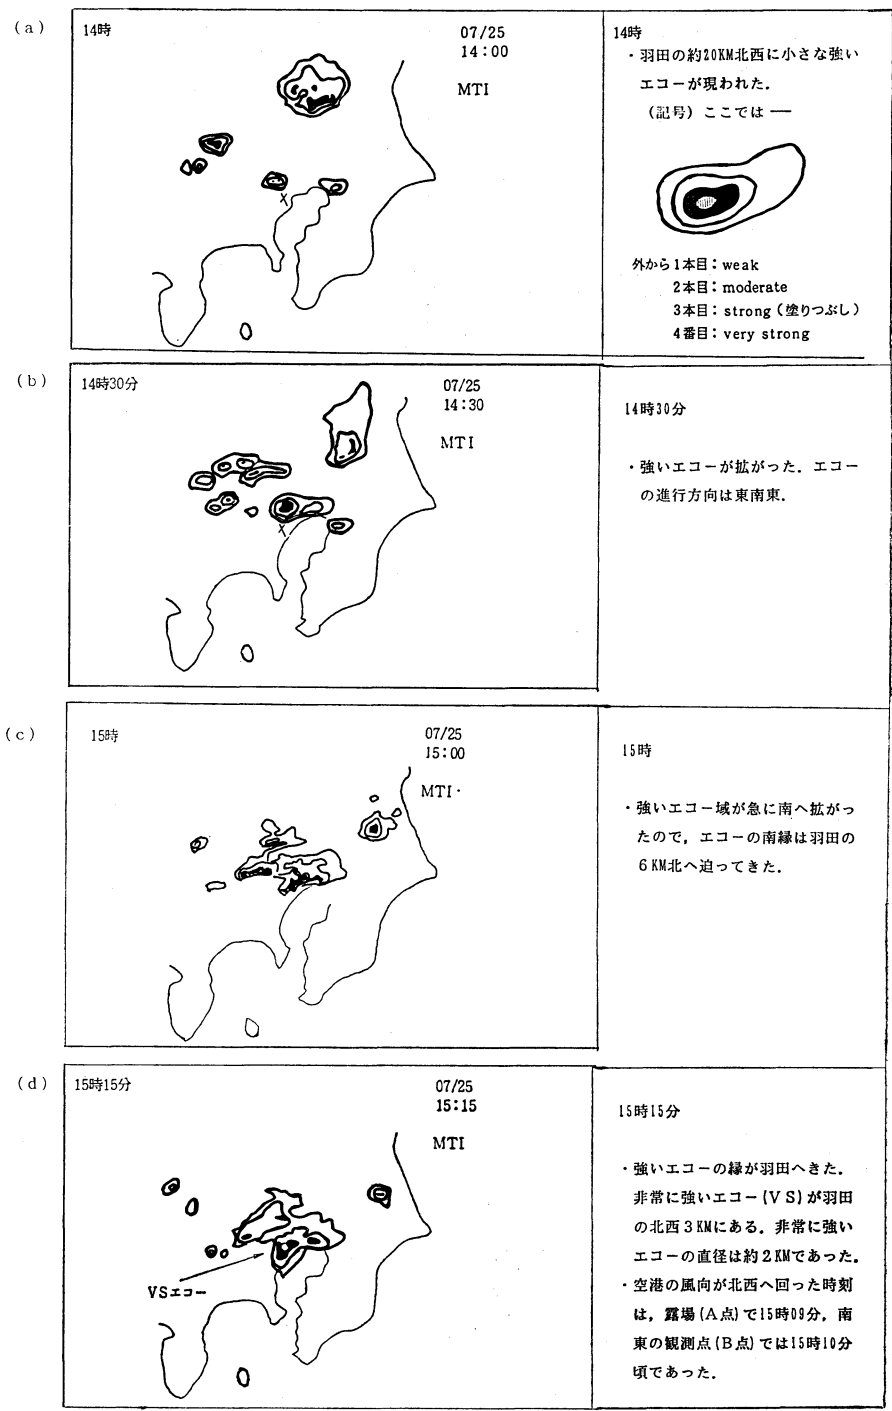 (a)
14時
07/25
14:00
MTI
X
14時
・羽田の約20KM北西に小さな強い
エコーが現われた.
(記号) ここでは ──
外から1本目: weak
2本目: moderate
3本目: strong (塗りつぶし)
4番目: very strong
(b)
14時30分
07/25
14:30
MTI
X
14時30分
・強いエコーが拡がった. エコー
の進行方向は東南東.
(c)
15時
07/25
15:00
MTI・
15時
・強いエコー域が急に南へ拡がっ
たので, エコーの南縁は羽田の
6KM北へ迫ってきた.
(d)
15時15分
07/25
15:15
MTI
VSエコー
15時15分
・強いエコーの縁が羽田へきた.
非常に強いエコー(VS)が羽田
の北西3KMにある. 非常に強い
エコーの直径は約2KMであった.
・空港の風向が北西へ回った時刻
は, 露場(A点)で15時09分, 南
東の観測点(B点)では15時10分
頃であった.